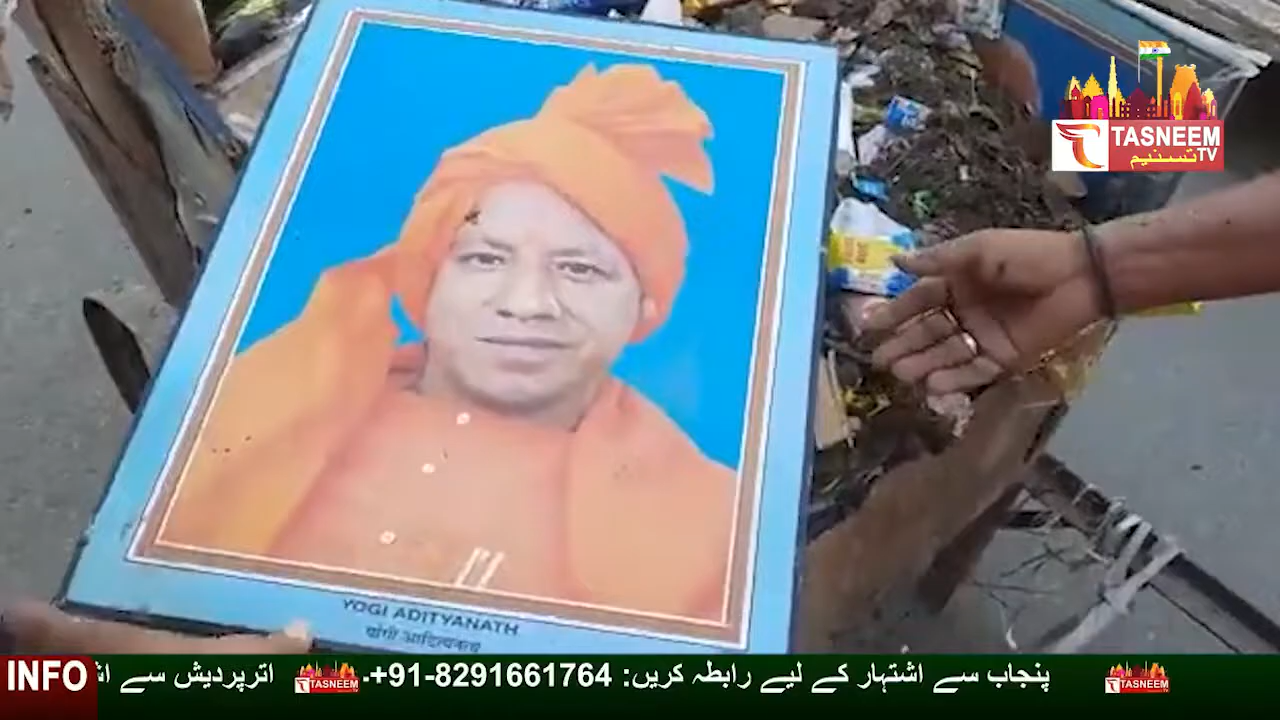 TASNEEM
تسنیم TV
YOGI ADITYANATH
योगी आदित्यनाथ
INFO
پنجاب سے اشتہار کے لیے رابطہ کریں: 8291661764-91+
TASNEEM
اترپردیش سے
TASNEEM